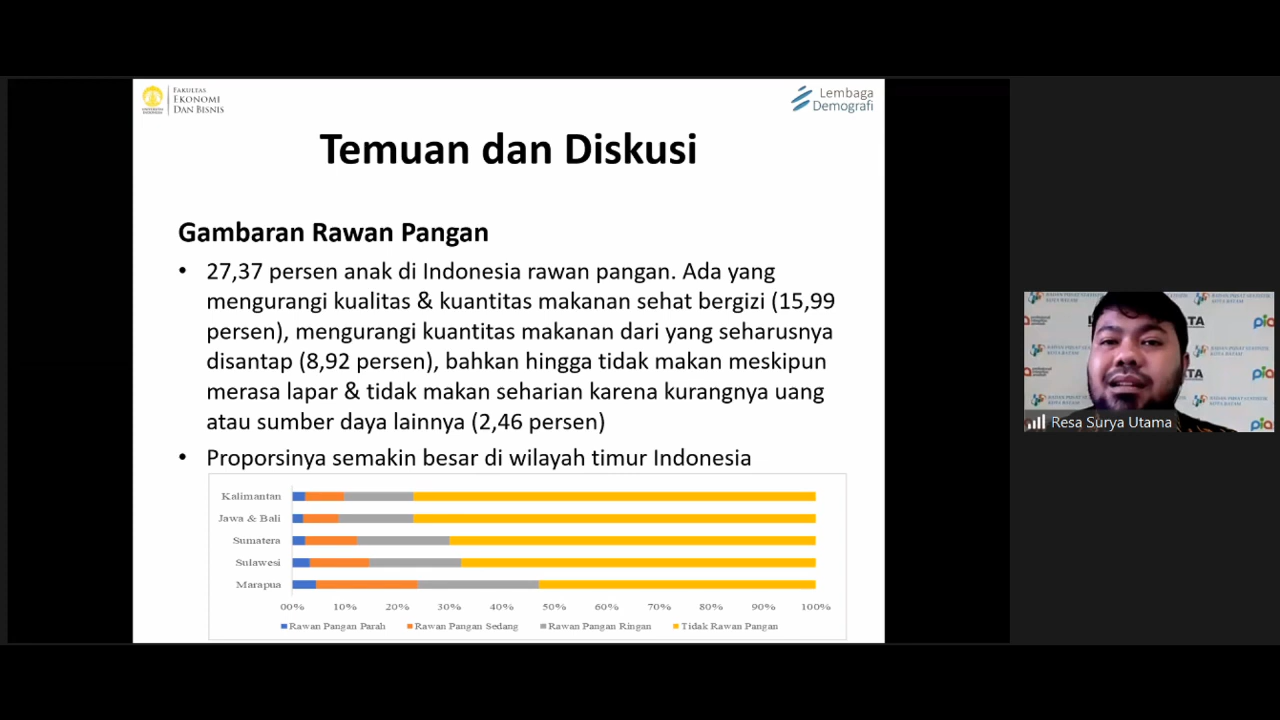 FAKULTAS
EKONOMI
DAN BISNIS
Lembaga
Demografi
Temuan dan Diskusi
Gambaran Rawan Pangan
• 27,37 persen anak di Indonesia rawan pangan. Ada yang
mengurangi kualitas & kuantitas makanan sehat bergizi (15,99
persen), mengurangi kuantitas makanan dari yang seharusnya
disantap (8,92 persen), bahkan hingga tidak makan meskipun
merasa lapar & tidak makan seharian karena kurangnya uang
atau sumber daya lainnya (2,46 persen)
• Proporsinya semakin besar di wilayah timur Indonesia
Kalimantan
Jawa & Bali
Sumatera
Sulawesi
Marapua
00% 10% 20% 30% 40% 50% 60% 70% 80% 90% 100%
Rawan Pangan Parah Rawan Pangan Sedang Rawan Pangan Ringan Tidak Rawan Pangan
Resa Surya Utama